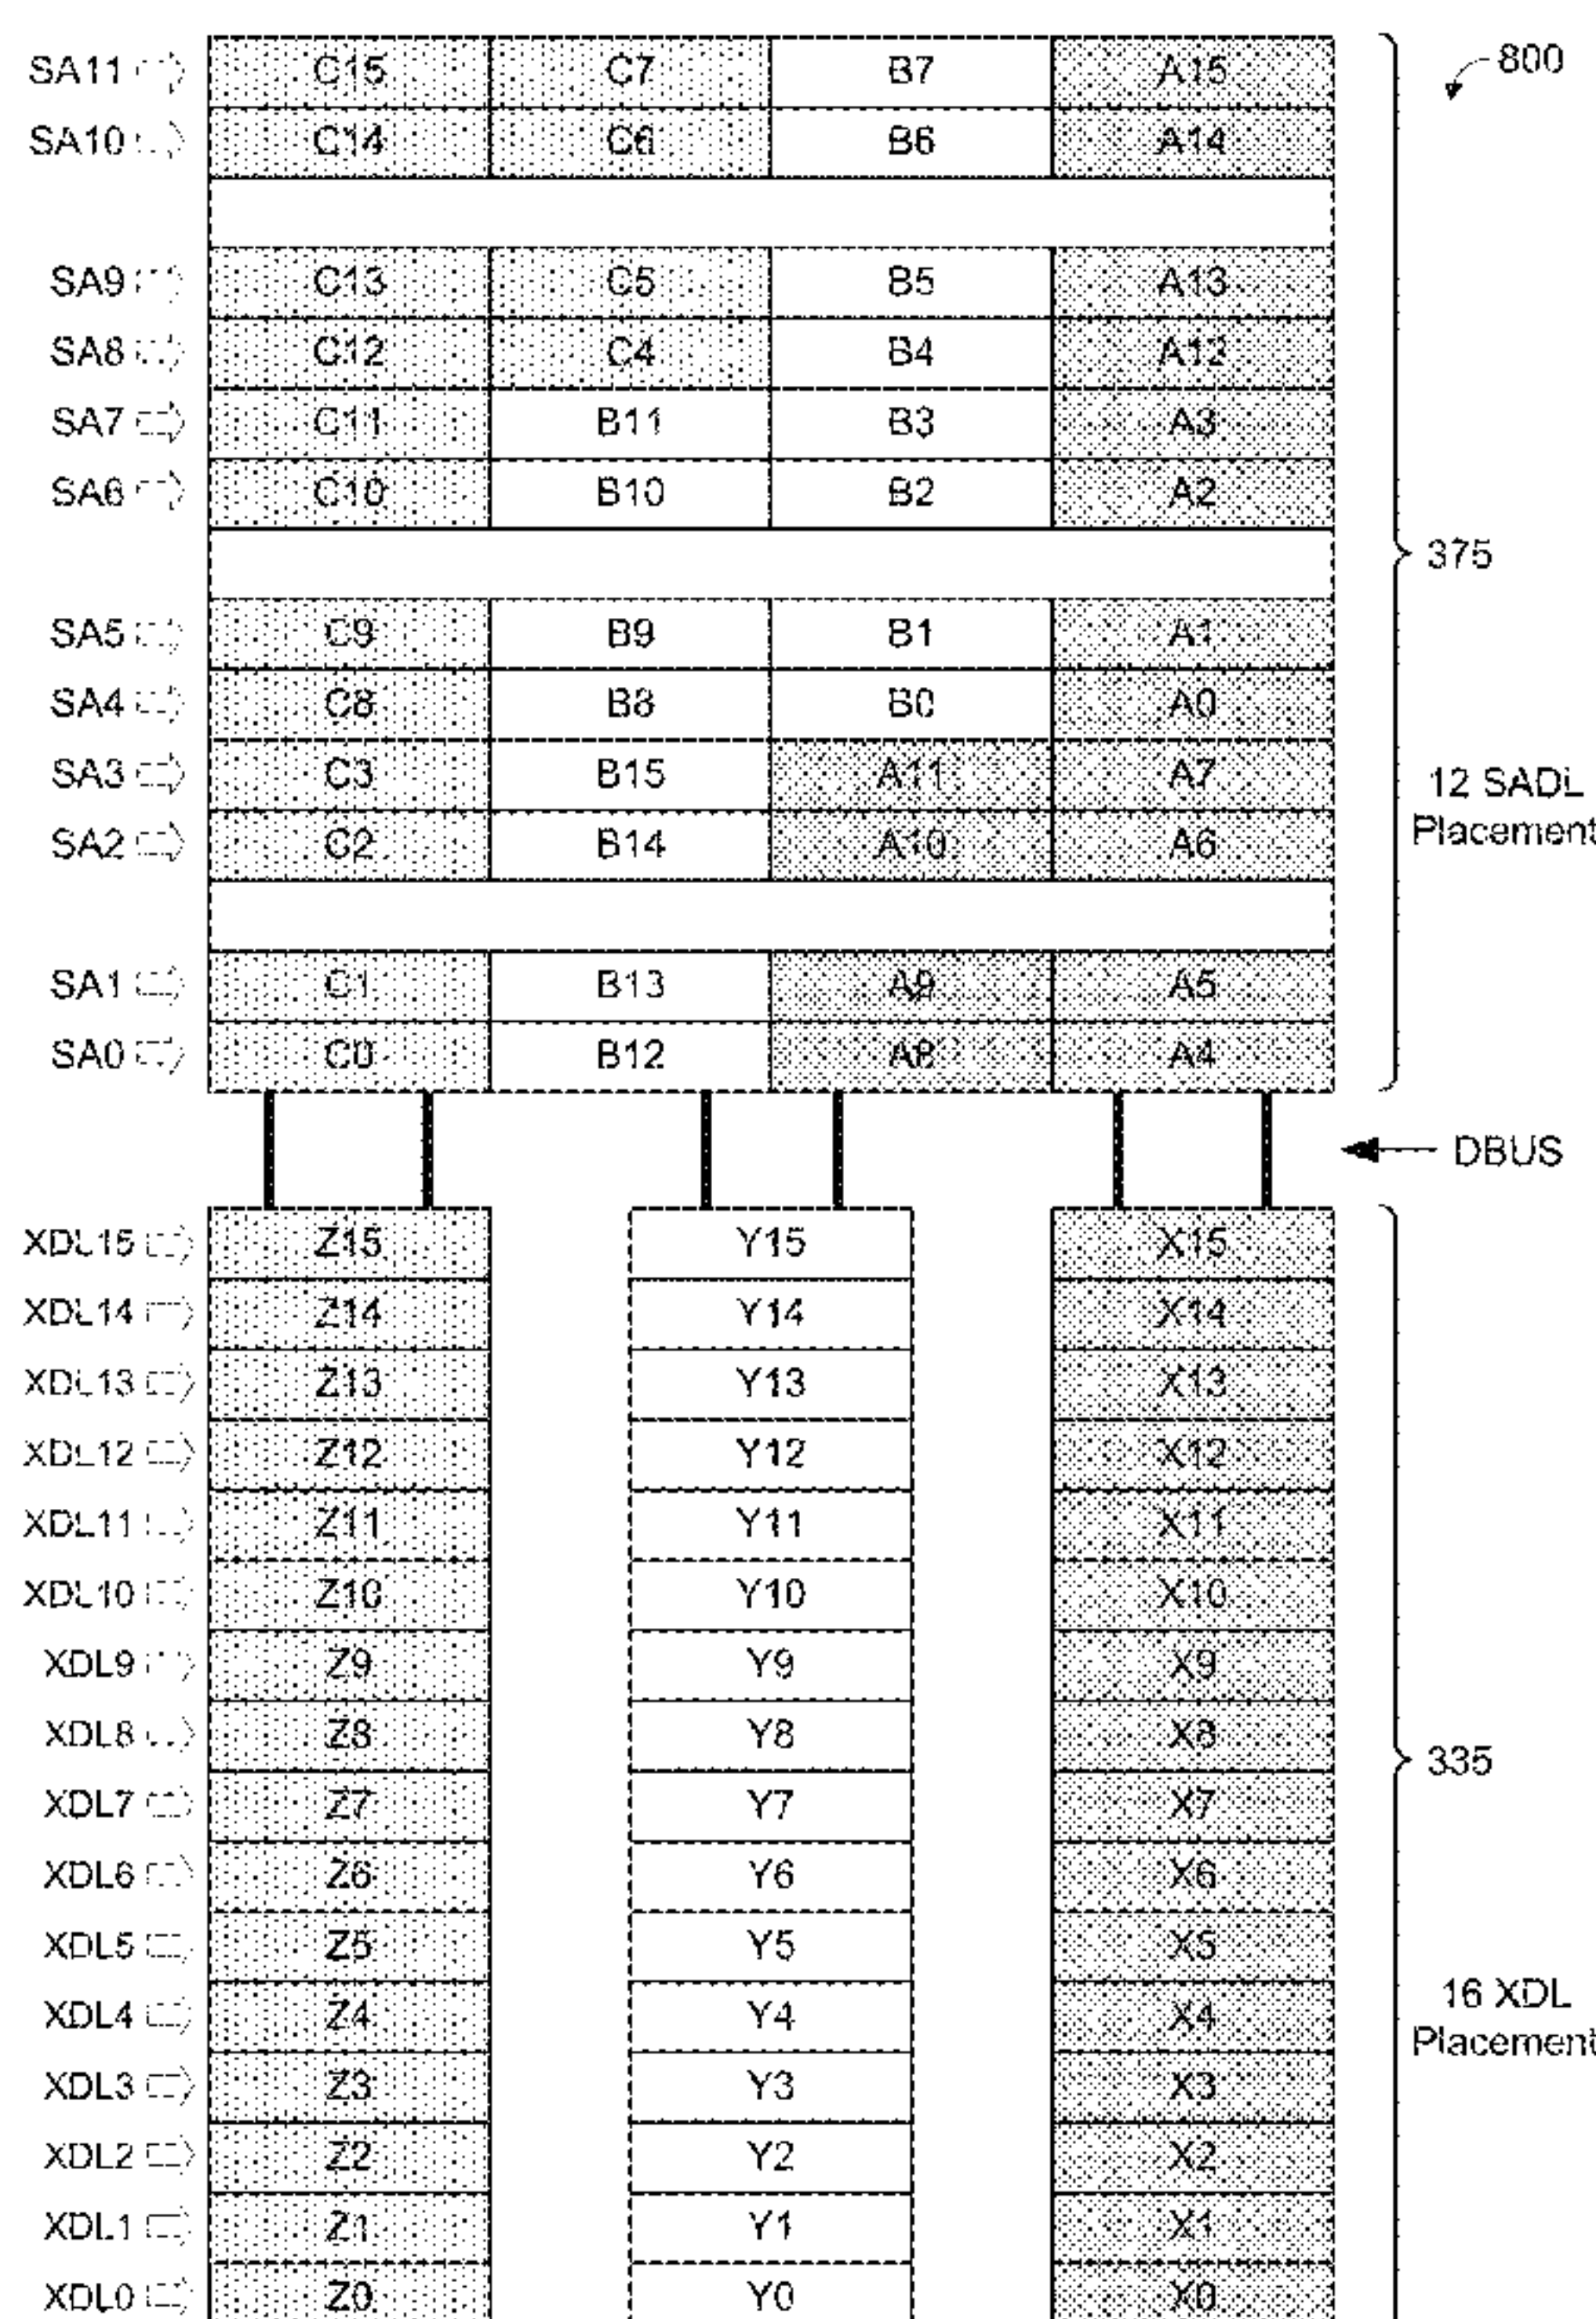 800
SA11 C15 C7 B7 A15
SA10 C14 C6 B6 A14
SA9 C13 C5 B5 A13
SA8 C12 C4 B4 A12
SA7 C11 B11 B3 A3
SA6 C10 B10 B2 A2
375
SA5 C9 B9 B1 A1
SA4 C8 B8 B0 A0
SA3 C3 B15 A11 A7
SA2 C2 B14 A10 A6
12 SADL
Placement
SA1 C1 B13 A9 A5
SA0 C0 B12 A8 A4
DBUS
XDL15 Z15 Y15 X15
XDL14 Z14 Y14 X14
XDL13 Z13 Y13 X13
XDL12 Z12 Y12 X12
XDL11 Z11 Y11 X11
XDL10 Z10 Y10 X10
XDL9 Z9 Y9 X9
XDL8 Z8 Y8 X8
335
XDL7 Z7 Y7 X7
XDL6 Z6 Y6 X6
XDL5 Z5 Y5 X5
XDL4 Z4 Y4 X4
16 XDL
Placement
XDL3 Z3 Y3 X3
XDL2 Z2 Y2 X2
XDL1 Z1 Y1 X1
XDL0 Z0 Y0 X0